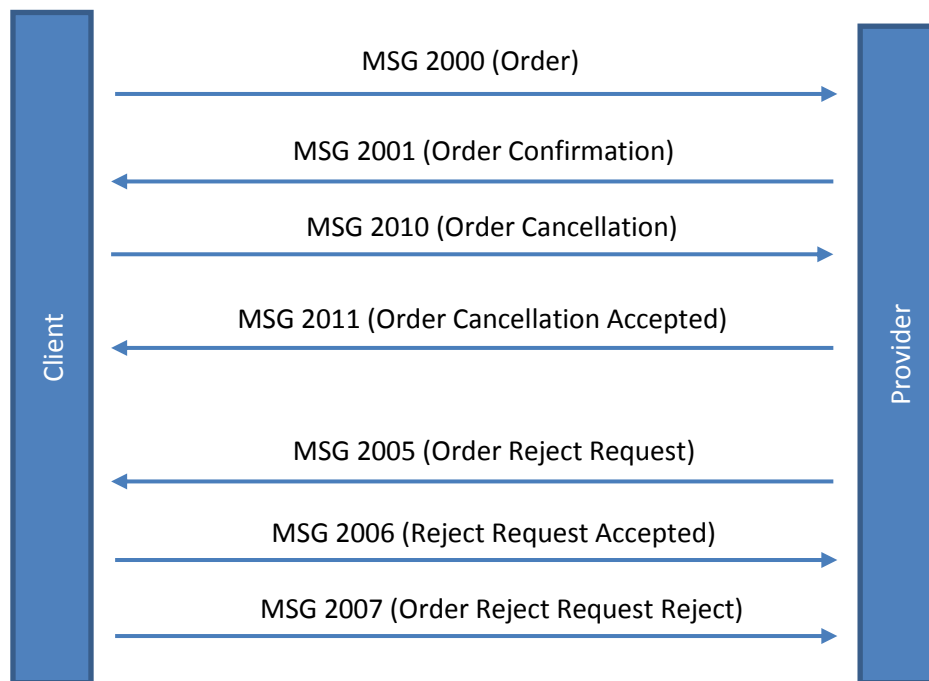 MSG 2000 (Order)
MSG 2001 (Order Confirmation)
MSG 2010 (Order Cancellation)
MSG 2011 (Order Cancellation Accepted)
Client
Provider
MSG 2005 (Order Reject Request)
MSG 2006 (Reject Request Accepted)
MSG 2007 (Order Reject Request Reject)